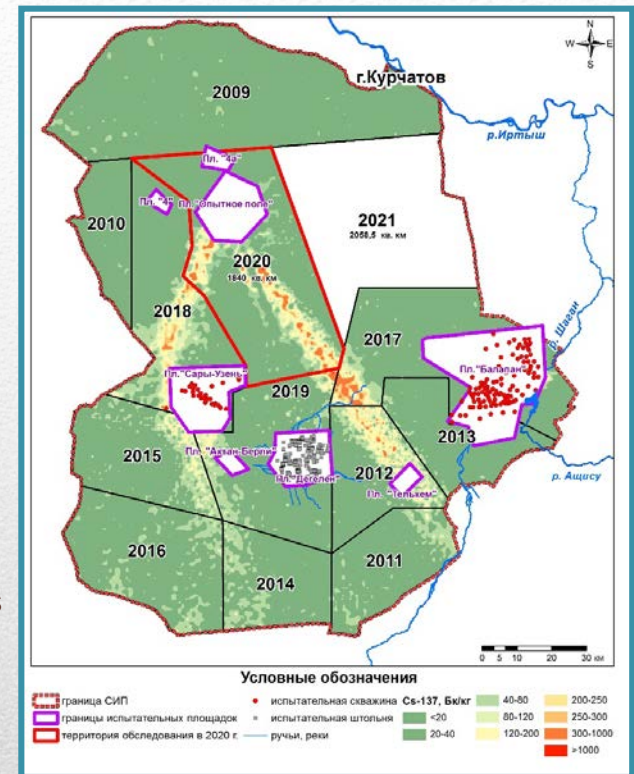 N
W E
S
г.Курчатов
2009
р.Иртыш
Пл. "4а"
Пл. "4"
Пл."Опытное поле"
2010
2021
2058,5 кв. км
2020
1840 кв. км
2018
2017
р. Шаган
Пл."Сары-Узень"
Пл."Балапан"
2019
2013
2015
Пл. "Актан-Берли"
Пл."Дегелен"
2012
Пл. "Телькем"
р. Ащису
2016
2014
2011
0 5 10 20 30 км
Условные обозначения
граница СИП
границы испытательных площадок
территория обследования в 2020 г.
испытательная скважина
испытательная штольня
ручьи, реки
Cs-137, Бк/кг
<20
20-40
40-80
80-120
120-200
200-250
250-300
300-1000
>1000
s